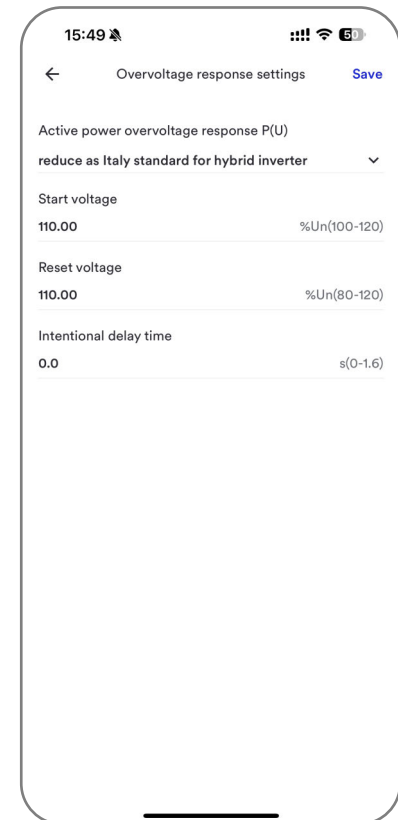 15:49
50
Overvoltage response settings Save
Active power overvoltage response P(U)
reduce as Italy standard for hybrid inverter
Start voltage
110.00 %Un(100-120)
Reset voltage
110.00 %Un(80-120)
Intentional delay time
0.0 s(0-1.6)